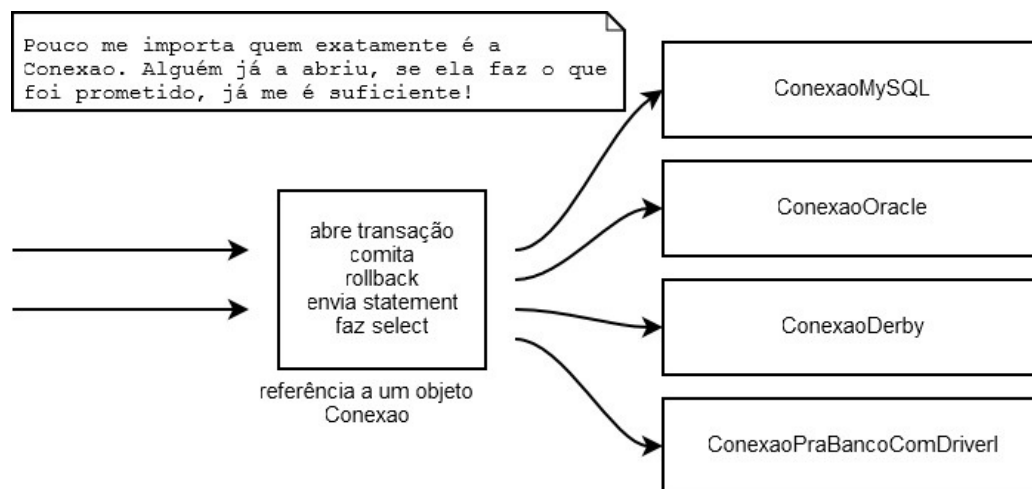 Pouco me importa quem exatamente é a
Conexao. Alguém já a abriu, se ela faz o que
foi prometido, já me é suficiente!
ConexaoMySQL
ConexaoOracle
abre transação
comita
rollback
envia statement
faz select
ConexaoDerby
referência a um objeto
Conexao
ConexaoPraBancoComDriverI